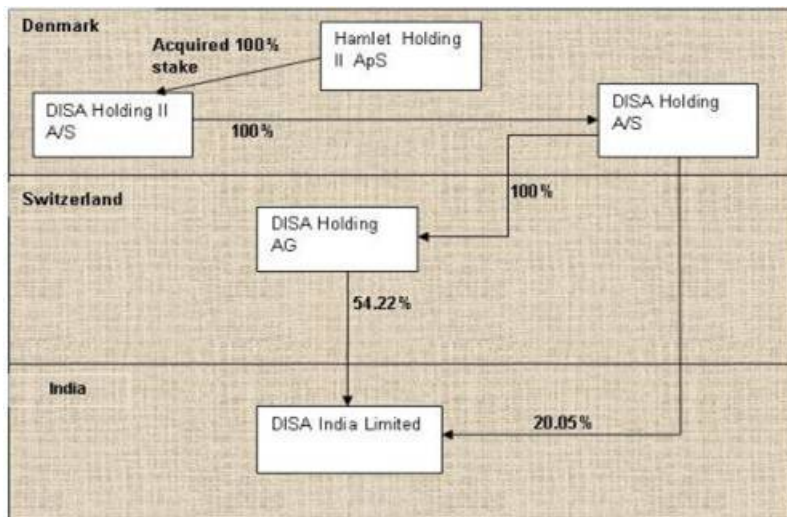 Denmark
Acquired 100%
stake
Hamlet Holding
II ApS
DISA Holding II
A/S
100%
DISA Holding
A/S
Switzerland
100%
DISA Holding
AG
54.22%
India
DISA India Limited
20.05%